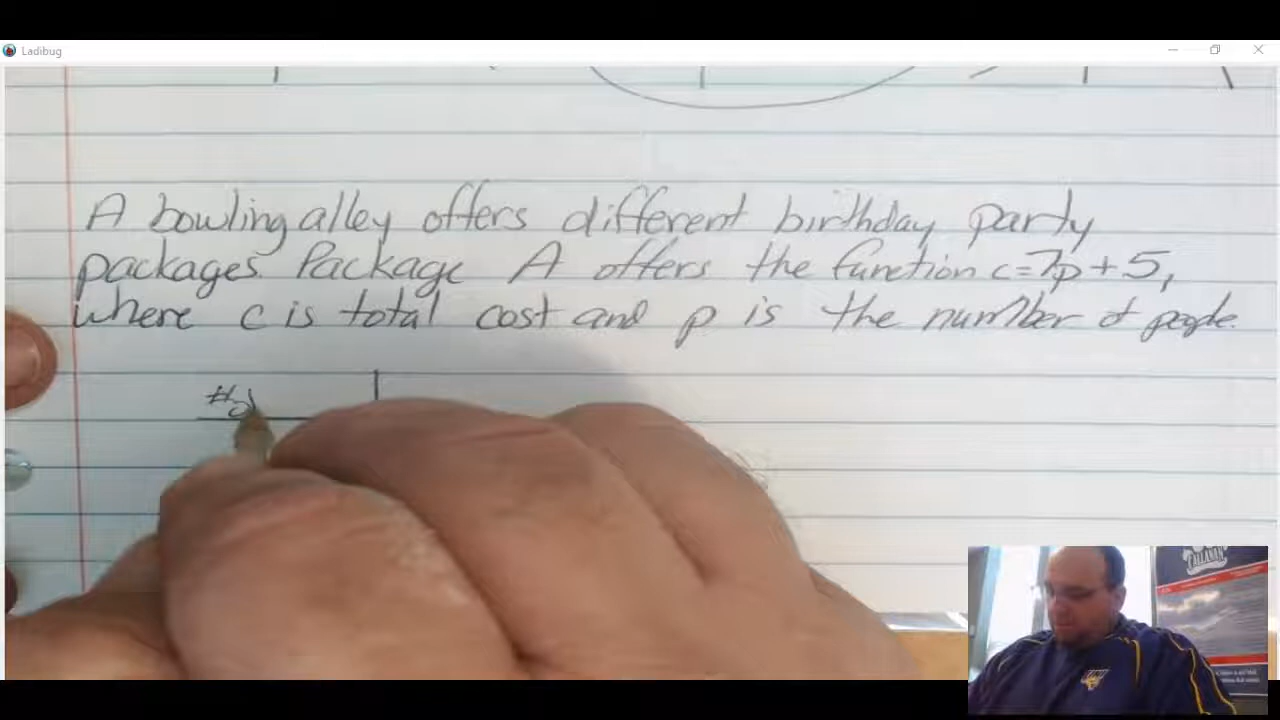 Ladibug
A bowling alley offers different birthday party
packages. Package A offers the function c=7p+5,
where c is total cost and p is the number of people.
#
CALLAHAN